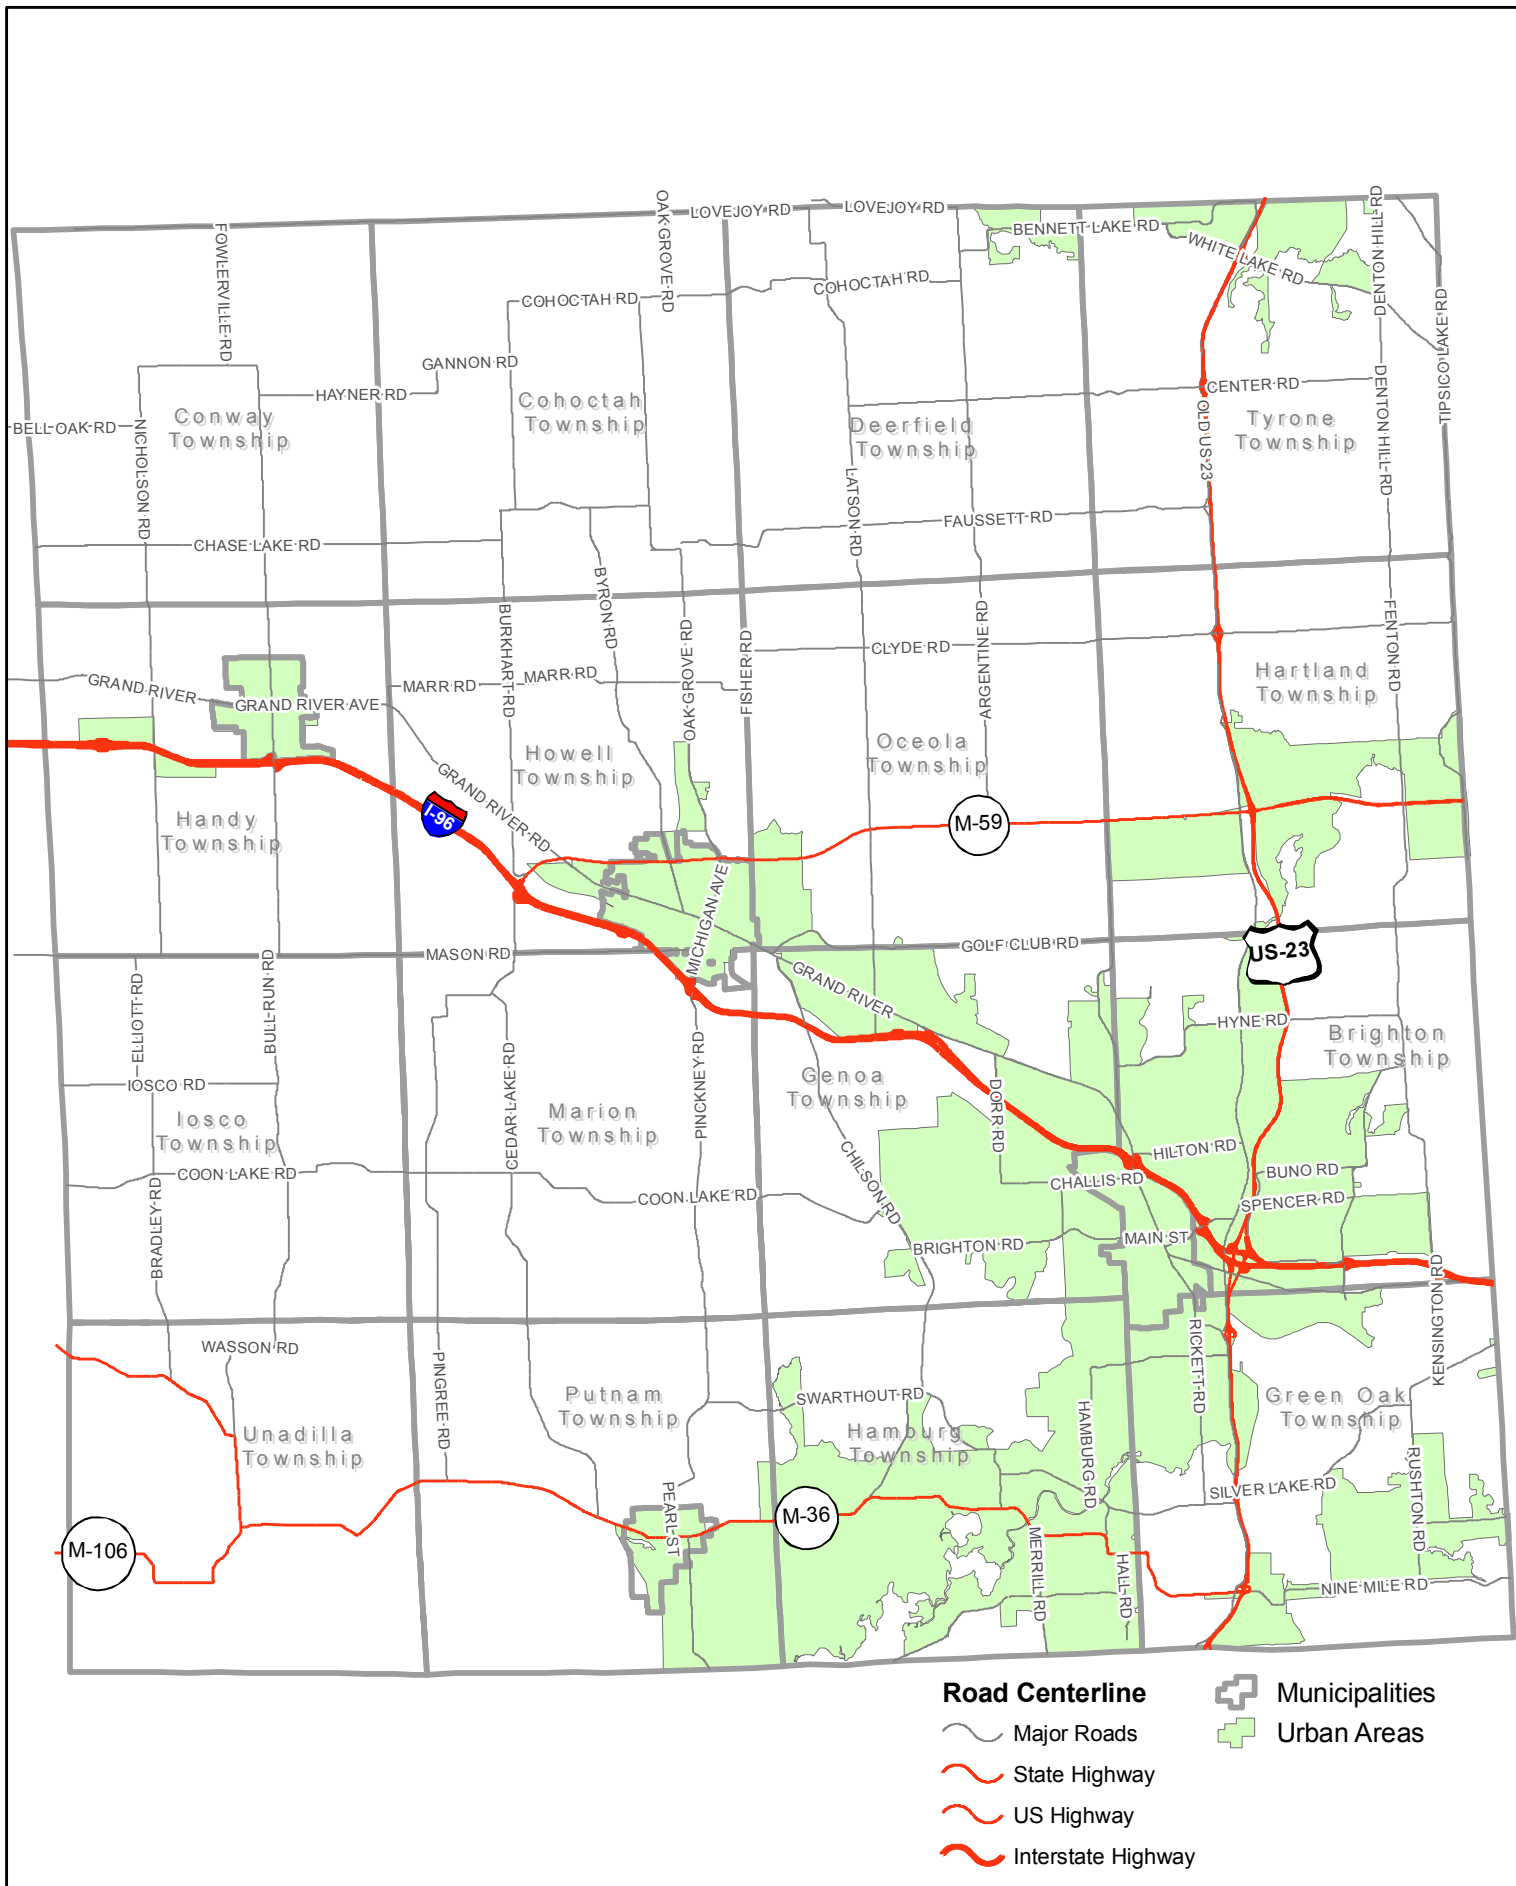 OAK GROVE RD
LOVEJOY RD
LOVEJOY RD
DENTON HILL RD
FOWLERVILLE RD
BENNETT LAKE RD
WHITE LAKE RD
COHOCTAH RD
COHOCTAH RD
TIPSICO LAKE RD
GANNON RD
HAYNER RD
CENTER RD
DENTON HILL RD
BELL OAK RD
NICHOLSON RD
Conway
Township
Cohoctah
Township
Deerfield
Township
OLD US 23
Tyrone
Township
LATSON RD
FAUSSETT RD
CHASE LAKE RD
BYRON RD
BURKHART RD
OAK GROVE RD
FISHER RD
ARGENTINE RD
FENTON RD
CLYDE RD
GRAND RIVER
GRAND RIVER AVE
MARR RD
MARR RD
Hartland
Township
Howell
Township
Oceola
Township
GRAND RIVER RD
I-96
Handy
Township
M-59
MICHIGAN AVE
MASON RD
GOLF CLUB RD
US-23
GRAND RIVER
ELLIOTT RD
BULL RUN RD
HYNE RD
Brighton
Township
CEDAR LAKE RD
PINCKNEY RD
IOSCO RD
Genoa
Township
DORR RD
Iosco
Township
Marion
Township
CHILSON RD
HILTON RD
COON LAKE RD
COON LAKE RD
CHALLIS RD
BUNO RD
SPENCER RD
BRADLEY RD
BRIGHTON RD
MAIN ST
KENSINGTON RD
WASSON RD
PINGREE RD
RICKETT RD
Putnam
Township
SWARTHOUT RD
Green Oak
Township
Unadilla
Township
Hamburg
Township
HAMBURG RD
RUSHTON RD
PEARL ST
SILVER LAKE RD
M-36
M-106
MERRILL RD
HALL RD
NINE MILE RD
Road Centerline
Major Roads
State Highway
US Highway
Interstate Highway
Municipalities
Urban Areas